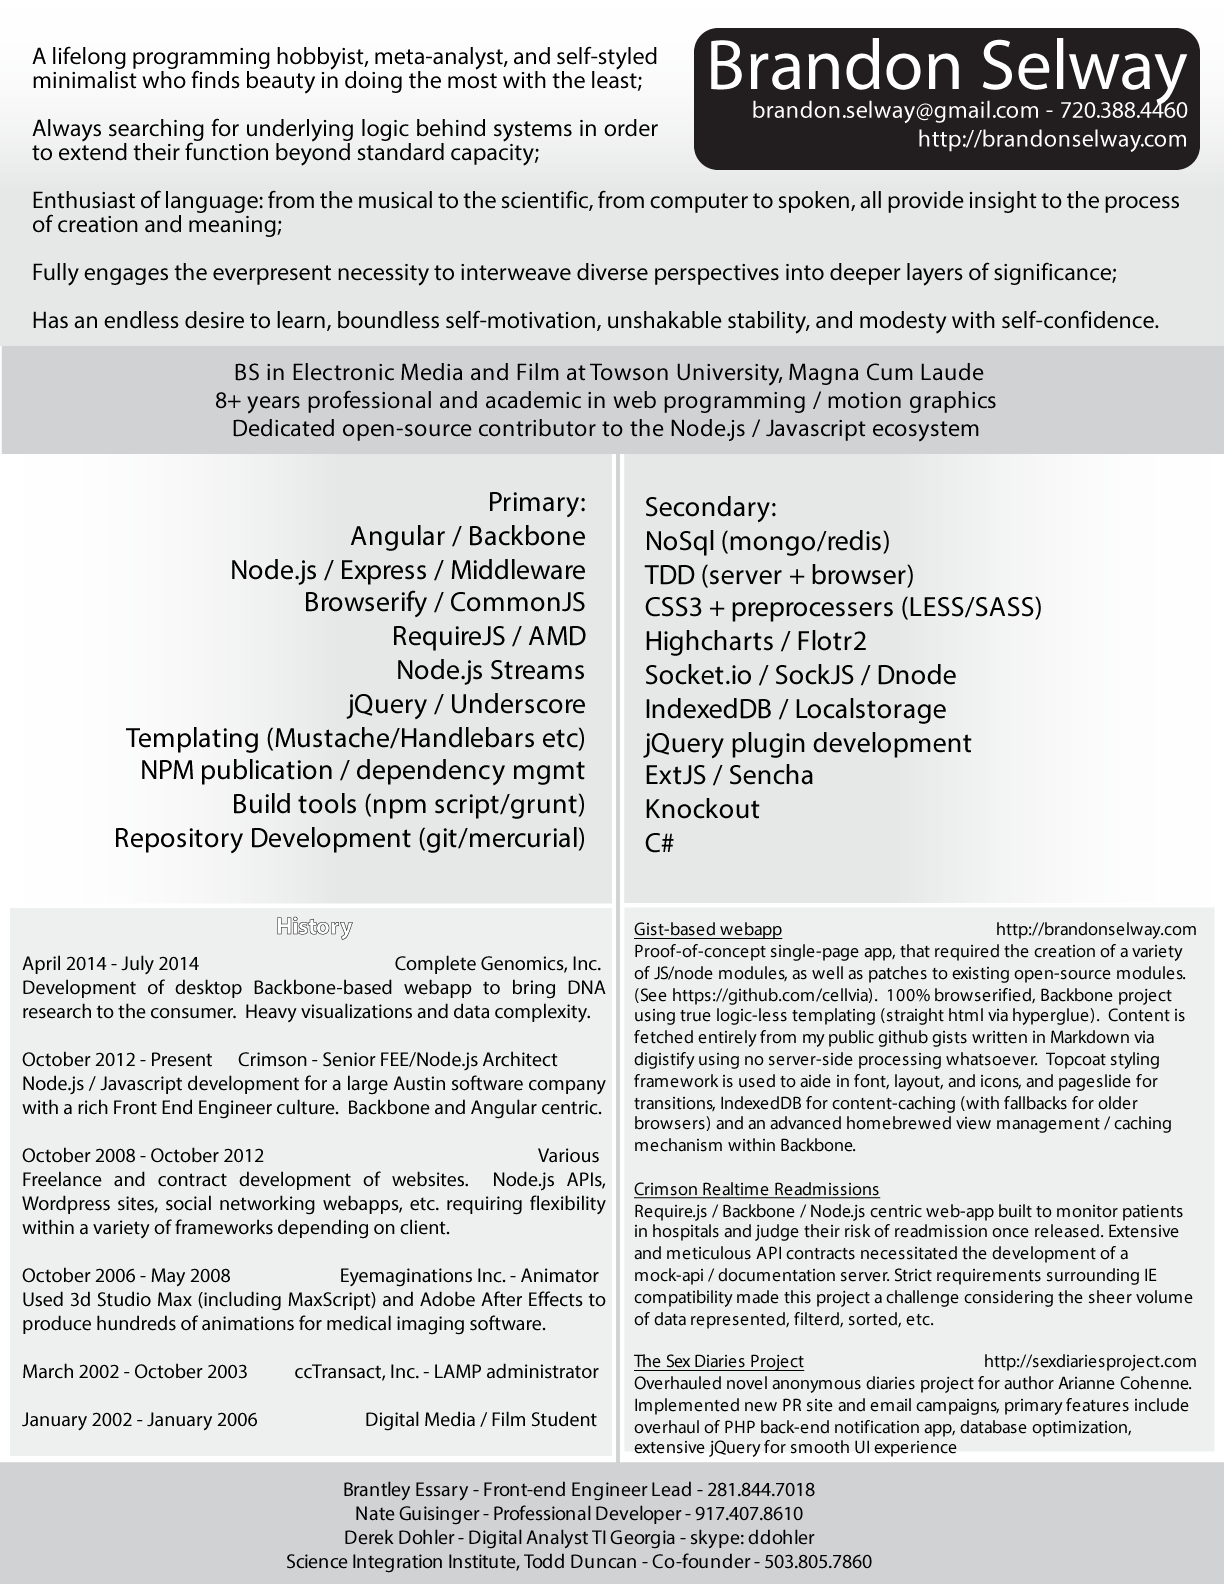 Brandon Selway
brandon.selway@gmail.com - 720.388.4460
http://brandonselway.com
A lifelong programming hobbyist, meta-analyst, and self-styled
minimalist who finds beauty in doing the most with the least;
Always searching for underlying logic behind systems in order
to extend their function beyond standard capacity;
Enthusiast of language: from the musical to the scientific, from computer to spoken, all provide insight to the process
of creation and meaning;
Fully engages the everpresent necessity to interweave diverse perspectives into deeper layers of significance;
Has an endless desire to learn, boundless self-motivation, unshakable stability, and modesty with self-confidence.
BS in Electronic Media and Film at Towson University, Magna Cum Laude
8+ years professional and academic in web programming / motion graphics
Dedicated open-source contributor to the Node.js / Javascript ecosystem
Primary:
Angular / Backbone
Node.js / Express / Middleware
Browserify / CommonJS
RequireJS / AMD
Node.js Streams
jQuery / Underscore
Templating (Mustache/Handlebars etc)
NPM publication / dependency mgmt
Build tools (npm script/grunt)
Repository Development (git/mercurial)
Secondary:
NoSql (mongo/redis)
TDD (server + browser)
CSS3 + preprocessers (LESS/SASS)
Highcharts / Flotr2
Socket.io / SockJS / Dnode
IndexedDB / Localstorage
jQuery plugin development
ExtJS / Sencha
Knockout
C#
History
April 2014 - July 2014 Complete Genomics, Inc.
Development of desktop Backbone-based webapp to bring DNA
research to the consumer. Heavy visualizations and data complexity.
October 2012 - Present Crimson - Senior FEE/Node.js Architect
Node.js / Javascript development for a large Austin software company
with a rich Front End Engineer culture. Backbone and Angular centric.
October 2008 - October 2012 Various
Freelance and contract development of websites. Node.js APIs,
Wordpress sites, social networking webapps, etc. requiring flexibility
within a variety of frameworks depending on client.
October 2006 - May 2008 Eyemaginations Inc. - Animator
Used 3d Studio Max (including MaxScript) and Adobe After Effects to
produce hundreds of animations for medical imaging software.
March 2002 - October 2003 ccTransact, Inc. - LAMP administrator
January 2002 - January 2006 Digital Media / Film Student
Gist-based webapp http://brandonselway.com
Proof-of-concept single-page app, that required the creation of a variety
of JS/node modules, as well as patches to existing open-source modules.
(See https://github.com/cellvia). 100% browserified, Backbone project
using true logic-less templating (straight html via hyperglue). Content is
fetched entirely from my public github gists written in Markdown via
digistify using no server-side processing whatsoever. Topcoat styling
framework is used to aide in font, layout, and icons, and pageslide for
transitions, IndexedDB for content-caching (with fallbacks for older
browsers) and an advanced homebrewed view management / caching
mechanism within Backbone.
Crimson Realtime Readmissions
Require.js / Backbone / Node.js centric web-app built to monitor patients
in hospitals and judge their risk of readmission once released. Extensive
and meticulous API contracts necessitated the development of a
mock-api / documentation server. Strict requirements surrounding IE
compatibility made this project a challenge considering the sheer volume
of data represented, filterd, sorted, etc.
The Sex Diaries Project http://sexdiariesproject.com
Overhauled novel anonymous diaries project for author Arianne Cohenne.
Implemented new PR site and email campaigns, primary features include
overhaul of PHP back-end notification app, database optimization,
extensive jQuery for smooth UI experience
Brantley Essary - Front-end Engineer Lead - 281.844.7018
Nate Guisinger - Professional Developer - 917.407.8610
Derek Dohler - Digital Analyst TI Georgia - skype: ddohler
Science Integration Institute, Todd Duncan - Co-founder - 503.805.7860